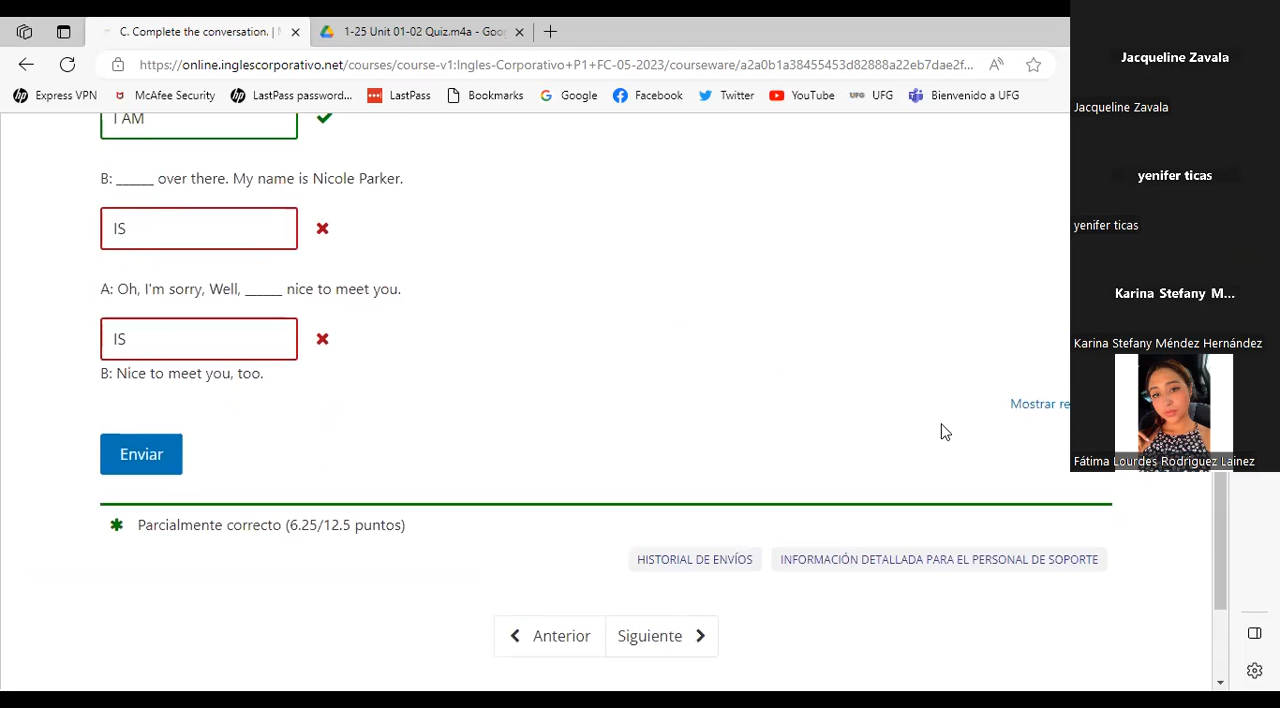 C. Complete the conversation. |
1-25 Unit 01-02 Quiz.m4a - Goo
https://online.inglescorporativo.net/courses/course-v1:Ingles-Corporativo+P1+FC-05-2023/courseware/a2a0b1a38455453d82888a22eb7dae2f...
Express VPN McAfee Security LastPass password... LastPass Bookmarks Google Facebook Twitter YouTube UFG Bienvenido a UFG
I AM
B: ______ over there. My name is Nicole Parker.
IS
A: Oh, I'm sorry, Well, ______ nice to meet you.
IS
B: Nice to meet you, too.
Mostrar re
Enviar
Parcialmente correcto (6.25/12.5 puntos)
HISTORIAL DE ENVÍOS INFORMACIÓN DETALLADA PARA EL PERSONAL DE SOPORTE
Anterior Siguiente
Jacqueline Zavala
Jacqueline Zavala
yenifer ticas
yenifer ticas
Karina Stefany M...
Karina Stefany Méndez Hernández
Fátima Lourdes Rodríguez Lainez